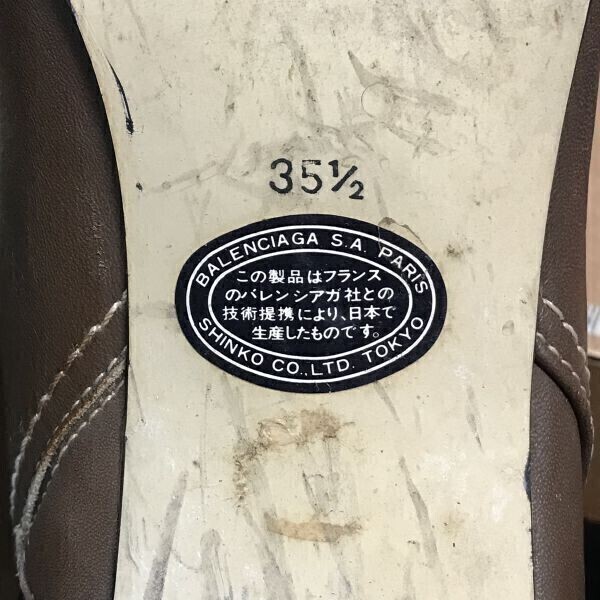 35½
BALENCIAGA S.A. PARIS
この製品はフランス
のバレンシアガ社との
技術提携により、日本で
生産したものです。
SHINKO CO.,LTD. TOKYO